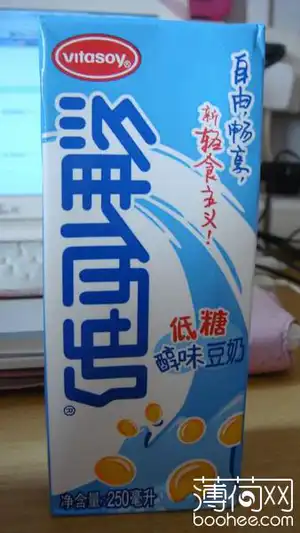 vitasoy®
自由,畅享,
新轻食主义!
维他奶®
低糖
醇味豆奶
净含量:250毫升
薄荷网
boohee.com